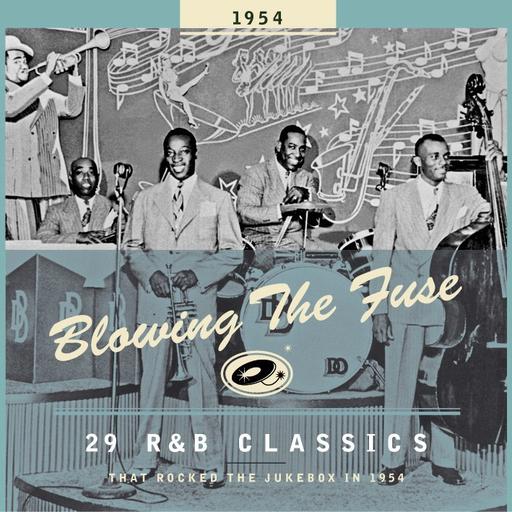 1954
Blowing The Fuse
29 R&B CLASSICS
THAT ROCKED THE JUKEBOX IN 1954